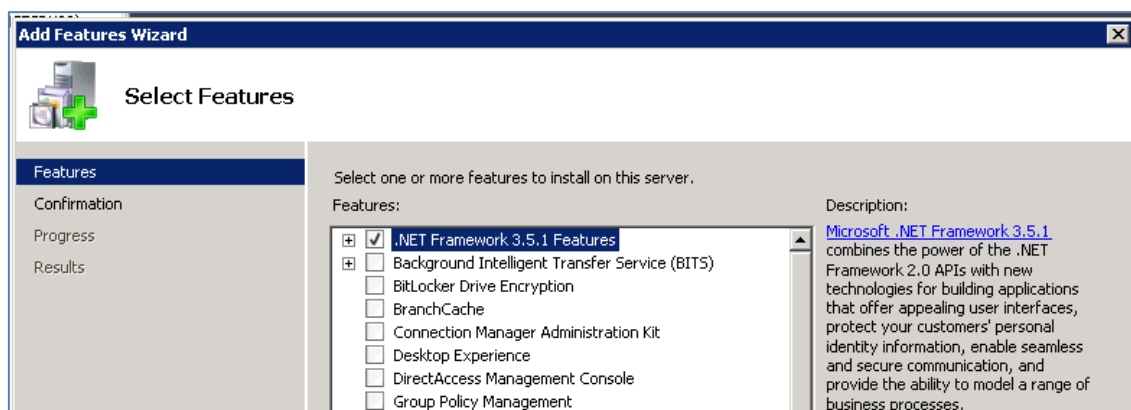 Add Features Wizard
Select Features
Features
Confirmation
Progress
Results
Select one or more features to install on this server.
Features:
.NET Framework 3.5.1 Features
Background Intelligent Transfer Service (BITS)
BitLocker Drive Encryption
BranchCache
Connection Manager Administration Kit
Desktop Experience
DirectAccess Management Console
Group Policy Management
Description:
Microsoft .NET Framework 3.5.1
combines the power of the .NET
Framework 2.0 APIs with new
technologies for building applications
that offer appealing user interfaces,
protect your customers' personal
identity information, enable seamless
and secure communication, and
provide the ability to model a range of
business processes.